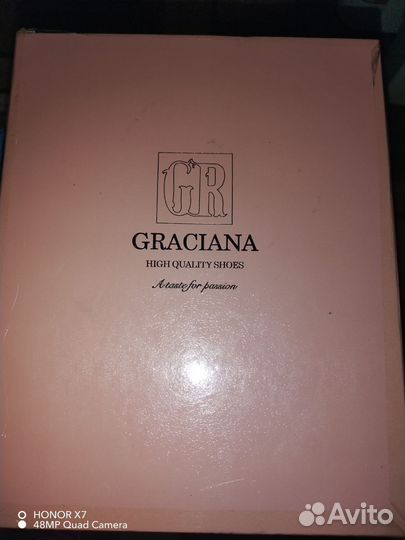 GR
GRACIANA
HIGH QUALITY SHOES
A taste for passion
HONOR X7
48MP Quad Camera
Avito